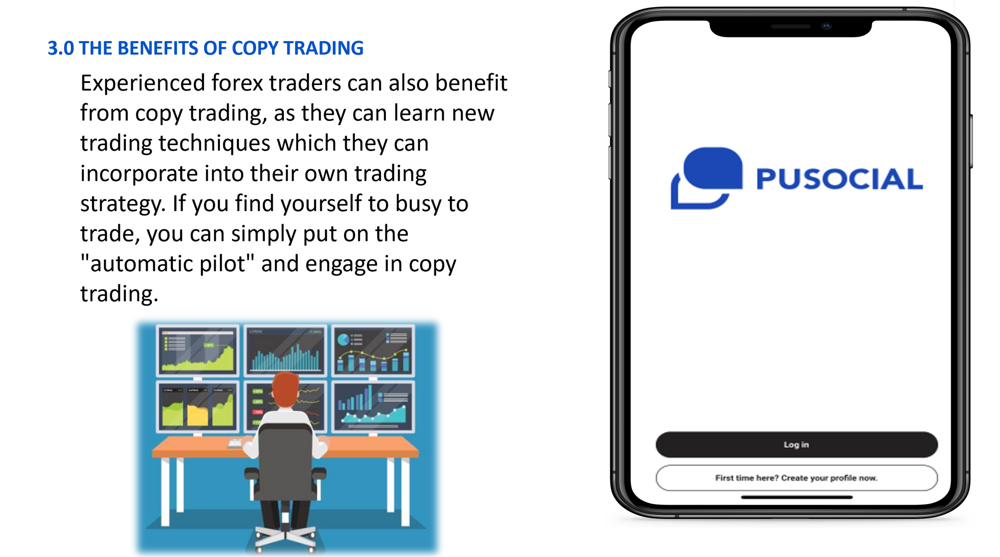 3.0 THE BENEFITS OF COPY TRADING
Experienced forex traders can also benefit
from copy trading, as they can learn new
trading techniques which they can
incorporate into their own trading
strategy. If you find yourself to busy to
trade, you can simply put on the
"automatic pilot" and engage in copy
trading.
LOREM
PUSOCIAL
Log in
First time here? Create your profile now.